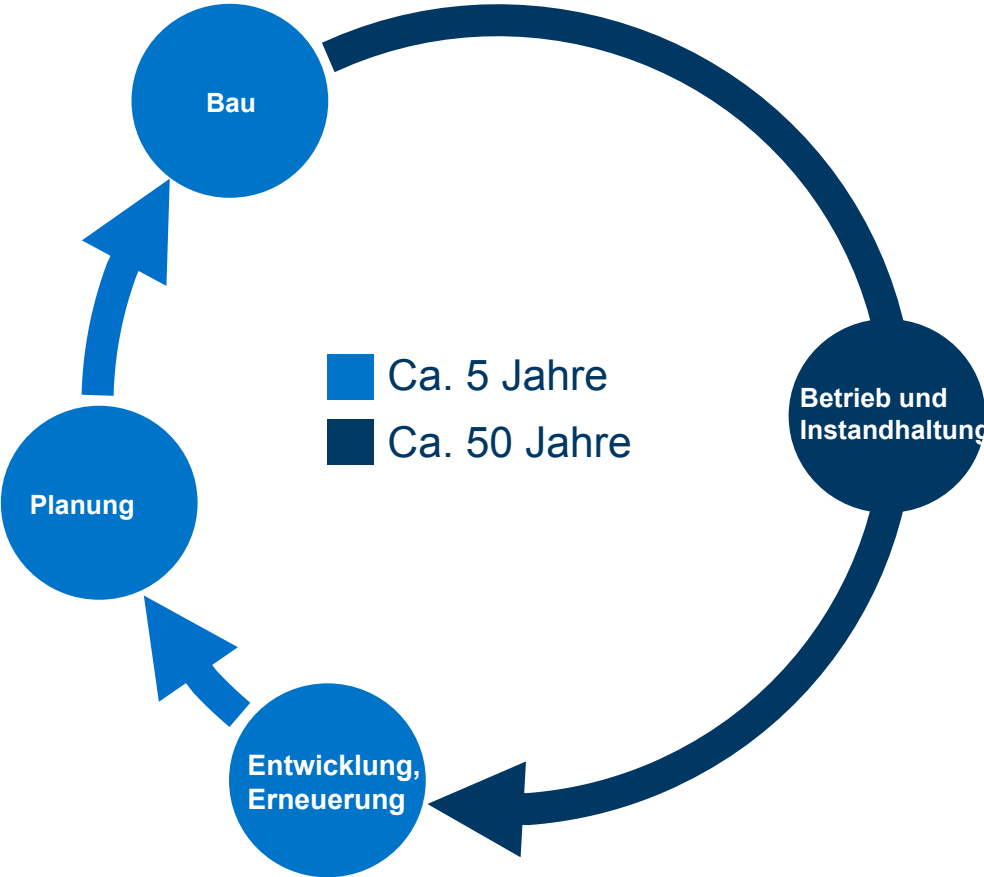 Bau
Ca. 5 Jahre
Ca. 50 Jahre
Betrieb und
Instandhaltung
Planung
Entwicklung,
Erneuerung